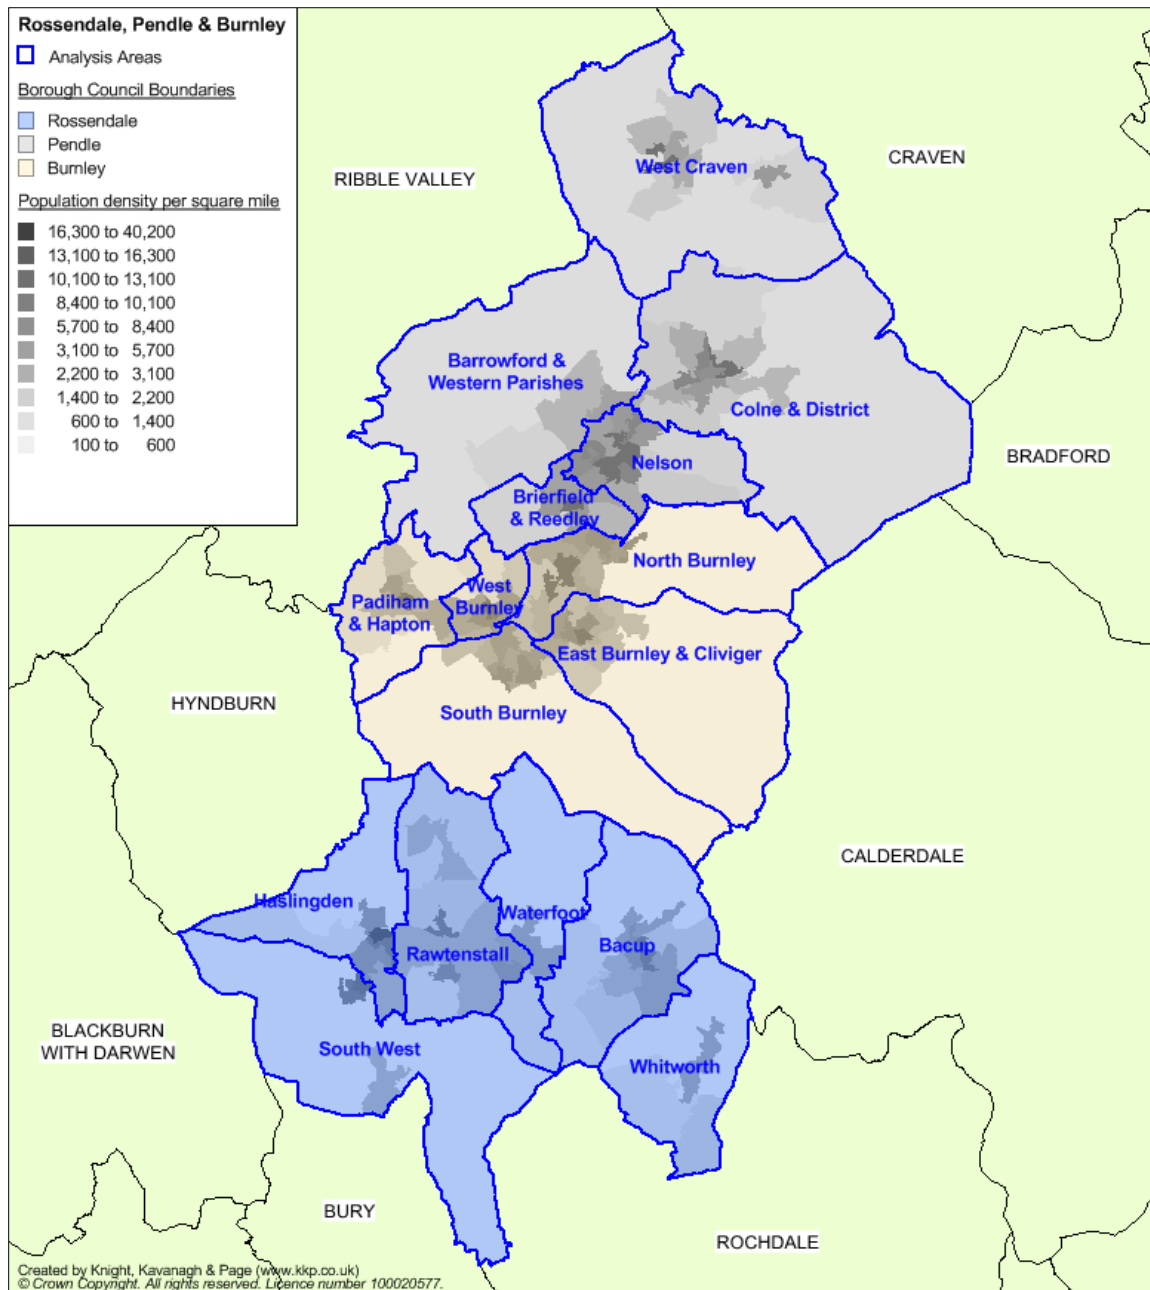 Rossendale, Pendle & Burnley
Analysis Areas
Borough Council Boundaries
Rossendale
Pendle
Burnley
Population density per square mile
16,300 to 40,200
13,100 to 16,300
10,100 to 13,100
8,400 to 10,100
5,700 to 8,400
3,100 to 5,700
2,200 to 3,100
1,400 to 2,200
600 to 1,400
100 to 600
CRAVEN
West Craven
RIBBLE VALLEY
Barrowford &
Western Parishes
Colne & District
BRADFORD
Nelson
Brierfield
& Reedley
North Burnley
West
Burnley
Padiham
& Hapton
East Burnley & Cliviger
HYNDBURN
South Burnley
CALDERDALE
Haslingden
Waterfoot
Rawtenstall
Bacup
BLACKBURN
WITH DARWEN
South West
Whitworth
BURY
ROCHDALE
Created by Knight, Kavanagh & Page (www.kkp.co.uk)
© Crown Copyright. All rights reserved. Licence number 100020577.